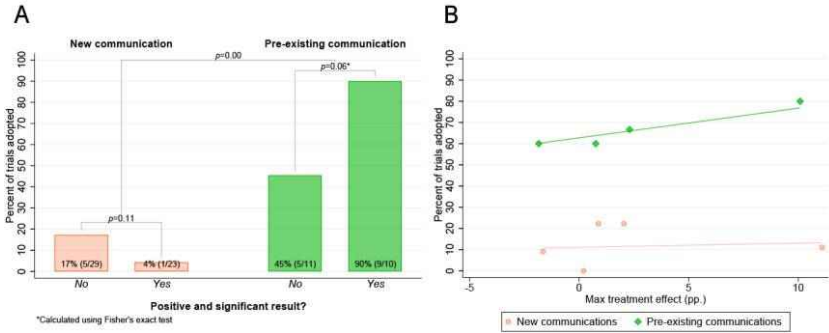 A
New communication
Pre-existing communication
p=0.00
p=0.06*
p=0.11
Percent of trials adopted
100
90
80
70
60
50
40
30
20
10
0
17% (5/29)
4% (1/23)
45% (5/11)
90% (9/10)
No
Yes
No
Yes
Positive and significant result?
*Calculated using Fisher's exact test
B
Percent of trials adopted
100
90
80
70
60
50
40
30
20
10
0
-5
0
5
10
Max treatment effect (pp.)
New communications
Pre-existing communications